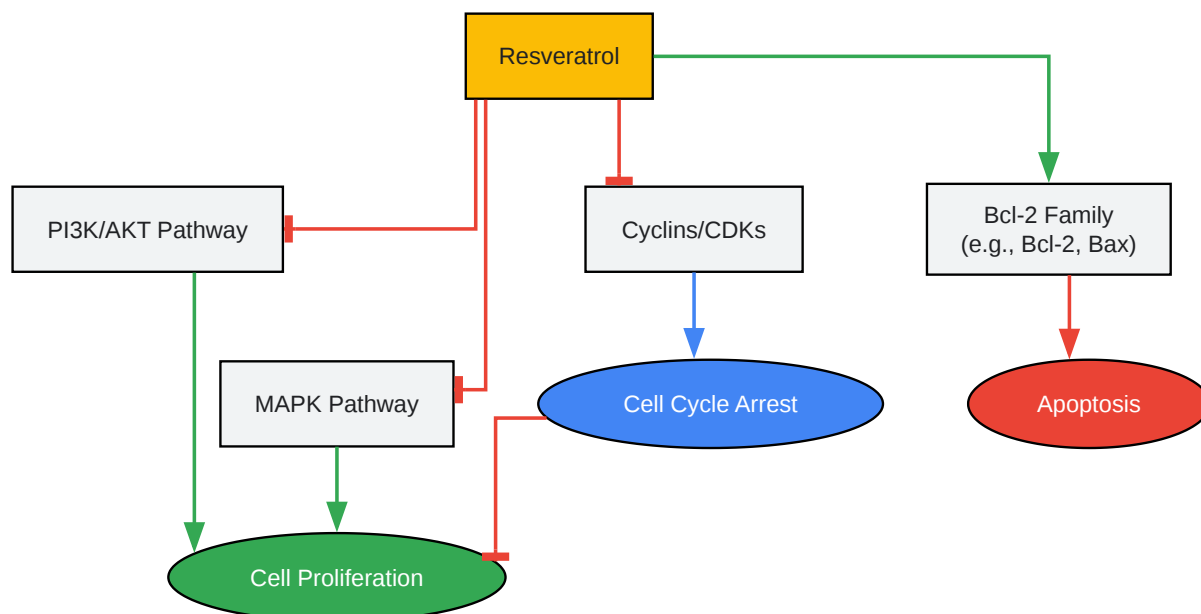 Resveratrol
PI3K/AKT Pathway
Cyclins/CDKs
Bcl-2 Family
(e.g., Bcl-2, Bax)
MAPK Pathway
Cell Cycle Arrest
Apoptosis
Cell Proliferation